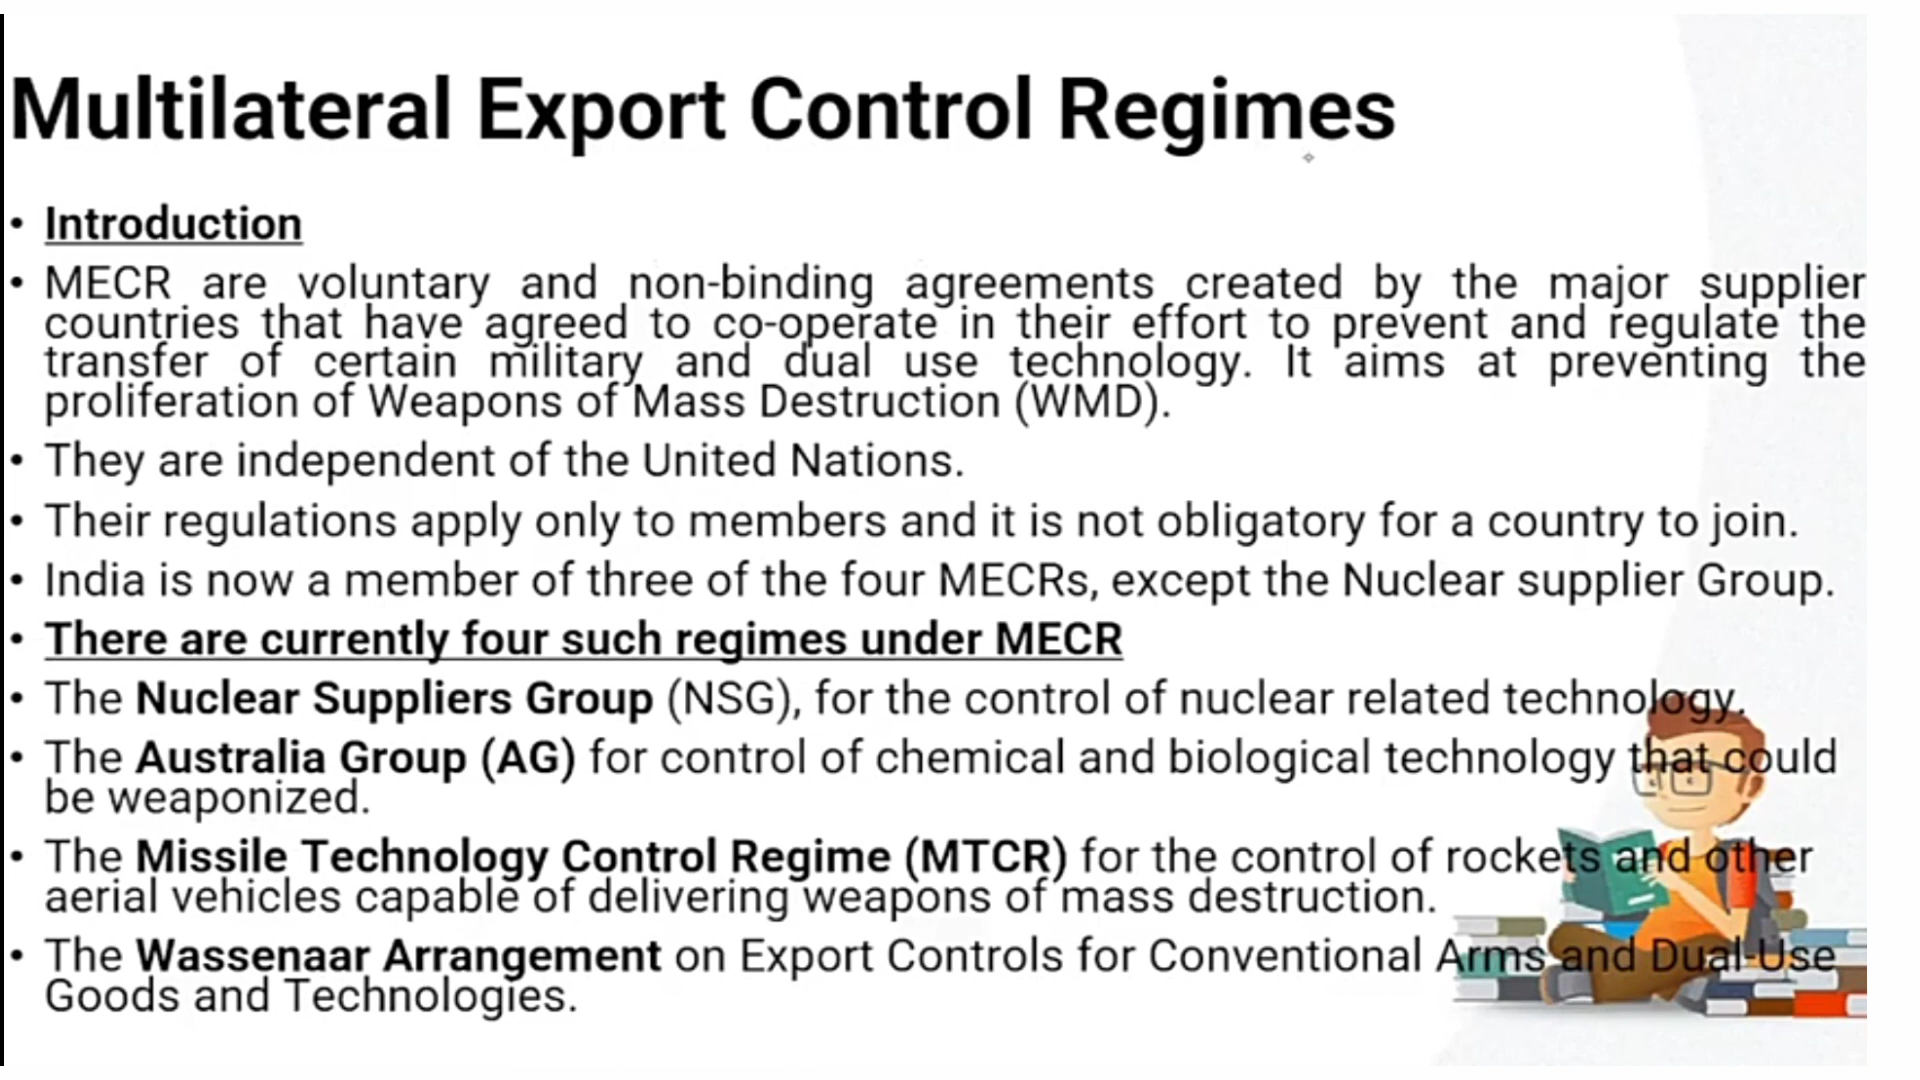 Multilateral Export Control Regimes
• Introduction
• MECR are voluntary and non-binding agreements created by the major supplier
countries that have agreed to co-operate in their effort to prevent and regulate the
transfer of certain military and dual use technology. It aims at preventing the
proliferation of Weapons of Mass Destruction (WMD).
• They are independent of the United Nations.
• Their regulations apply only to members and it is not obligatory for a country to join.
• India is now a member of three of the four MECRs, except the Nuclear supplier Group.
• There are currently four such regimes under MECR
• The Nuclear Suppliers Group (NSG), for the control of nuclear related technology.
• The Australia Group (AG) for control of chemical and biological technology that could
be weaponized.
• The Missile Technology Control Regime (MTCR) for the control of rockets and other
aerial vehicles capable of delivering weapons of mass destruction.
• The Wassenaar Arrangement on Export Controls for Conventional Arms and Dual-Use
Goods and Technologies.